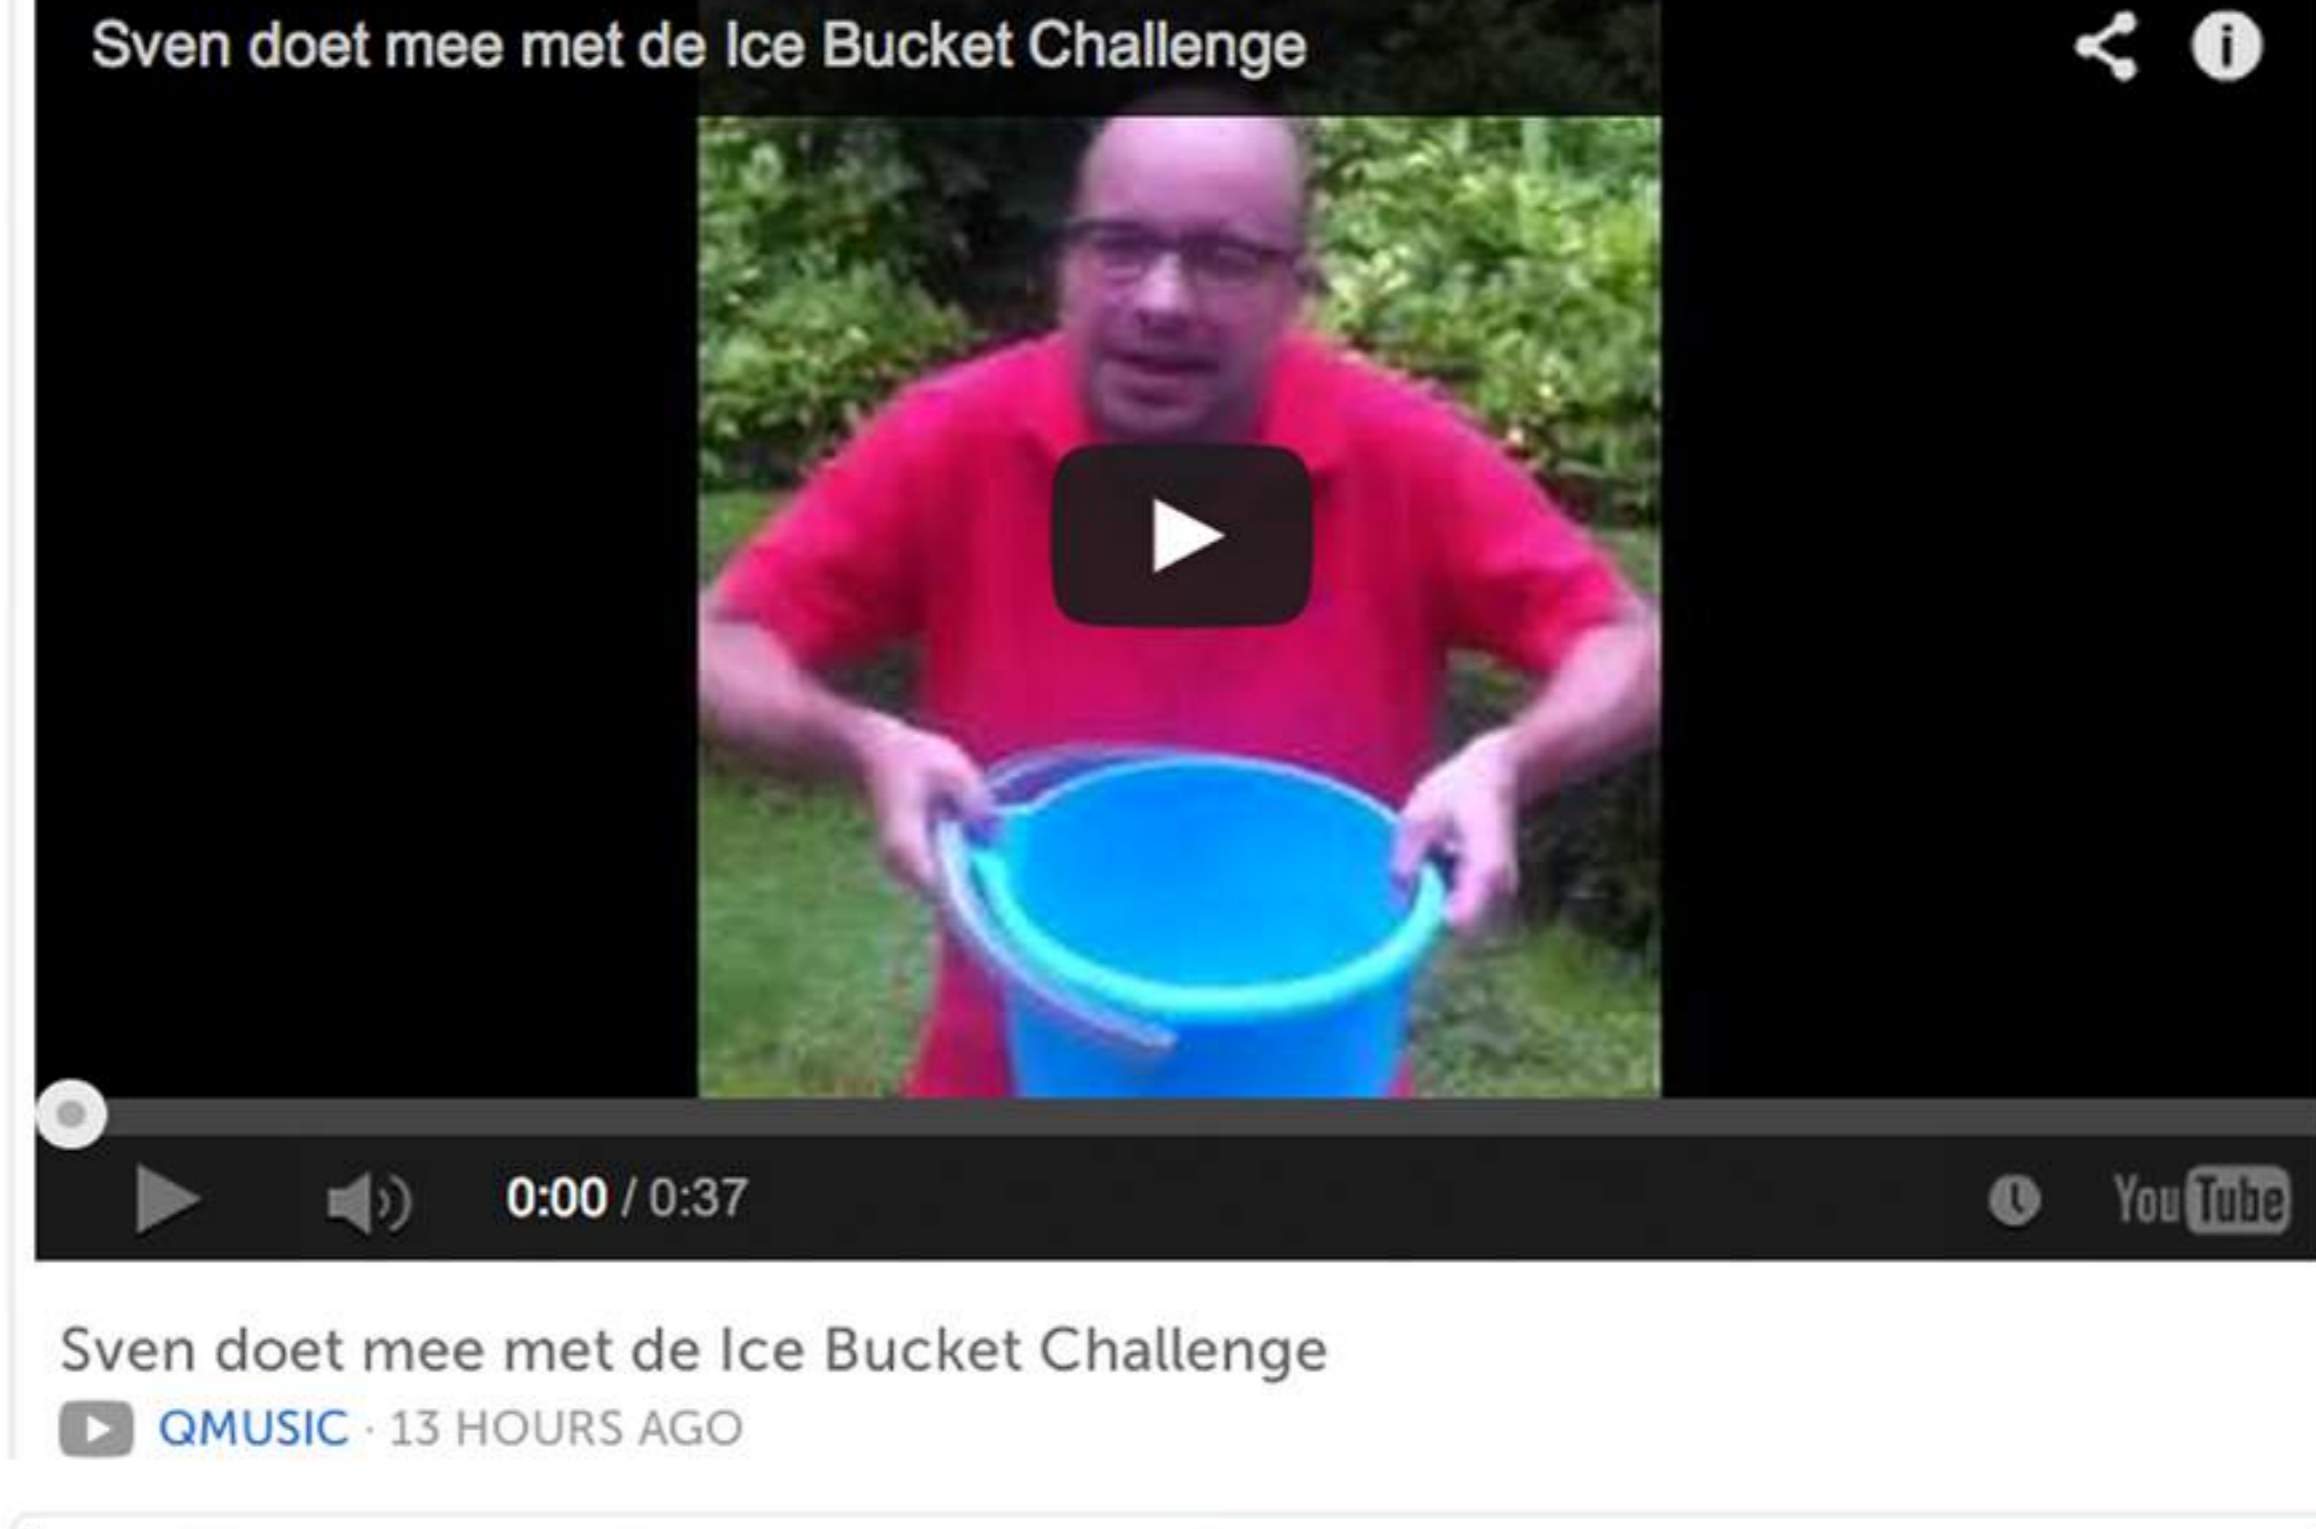 Sven doet mee met de Ice Bucket Challenge
0:00 / 0:37
YouTube
Sven doet mee met de Ice Bucket Challenge
QMUSIC · 13 HOURS AGO